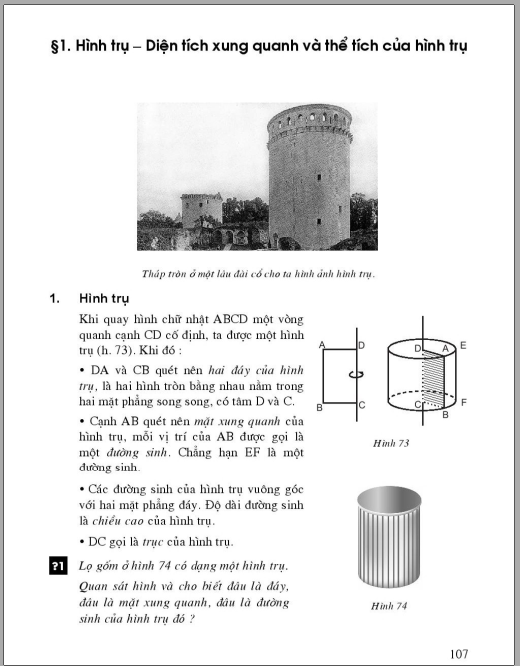 §1. Hình trụ – Diện tích xung quanh và thể tích của hình trụ
Tháp tròn ở một lâu đài cổ cho ta hình ảnh hình trụ.
1. Hình trụ
Khi quay hình chữ nhật ABCD một vòng
quanh cạnh CD cố định, ta được một hình
trụ (h. 73). Khi đó :
• DA và CB quét nên hai đáy của hình
trụ, là hai hình tròn bằng nhau nằm trong
hai mặt phẳng song song, có tâm D và C.
• Cạnh AB quét nên mặt xung quanh của
hình trụ, mỗi vị trí của AB được gọi là
một đường sinh. Chẳng hạn EF là một
đường sinh.
• Các đường sinh của hình trụ vuông góc
với hai mặt phẳng đáy. Độ dài đường sinh
là chiều cao của hình trụ.
• DC gọi là trục của hình trụ.
A D
B C
D A E
C F
B
Hình 73
?1 Lọ gốm ở hình 74 có dạng một hình trụ.
Quan sát hình và cho biết đâu là đáy,
đâu là mặt xung quanh, đâu là đường
sinh của hình trụ đó ?
Hình 74
107